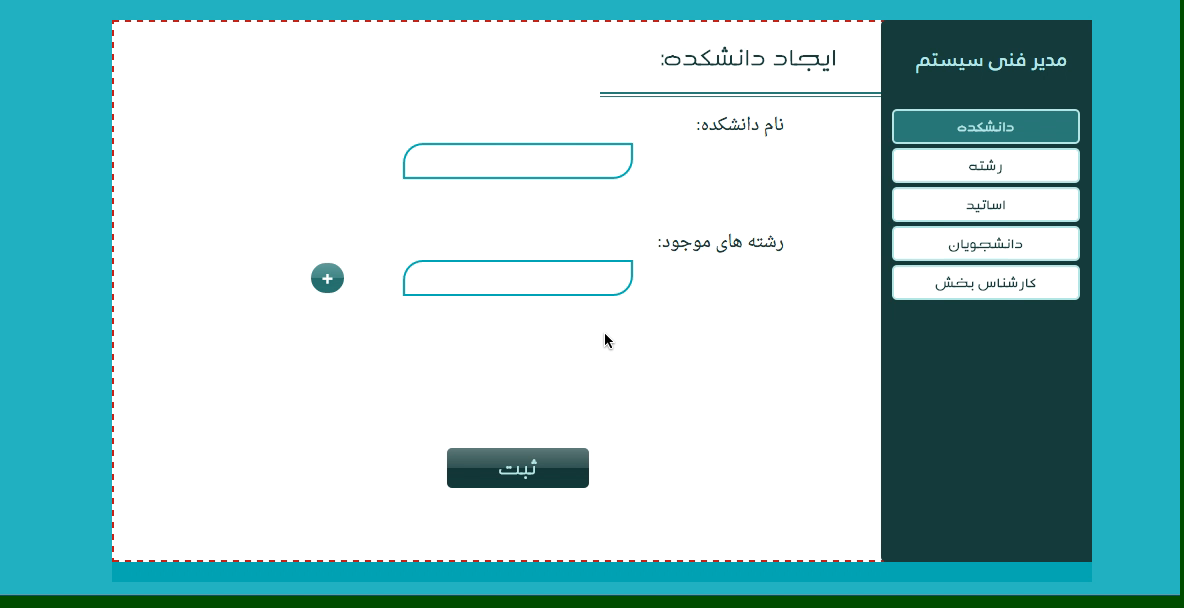 مدیر فنی سیستم
دانشکده
رشته
اساتید
دانشجویان
کارشناس بخش
ایجاد دانشکده:
نام دانشکده:
رشته های موجود:
+
ثبت